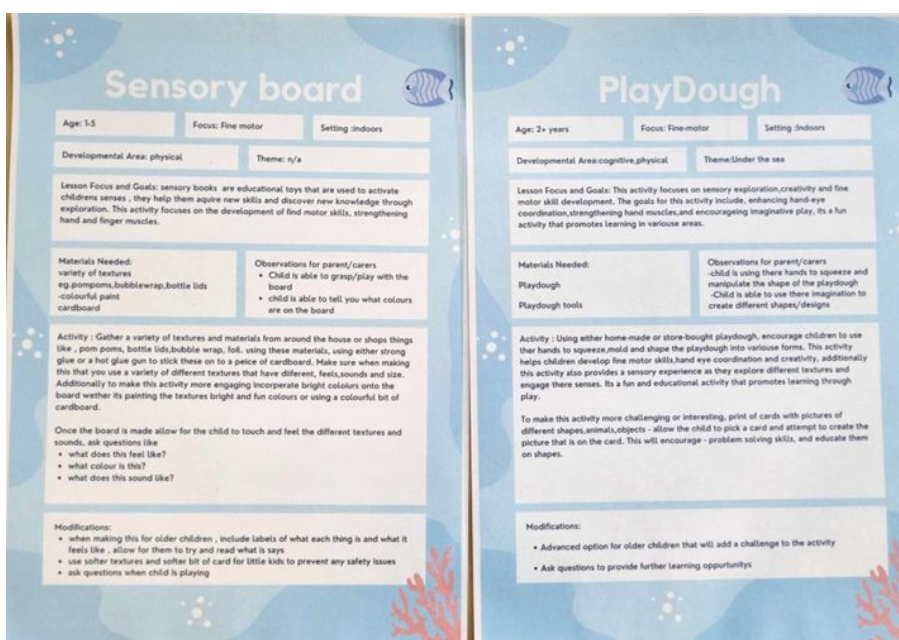 Sensory board
Age: 1-5
Focus: Fine motor
Setting :indoors
Developmental Area: physical
Theme: n/a
Lesson Focus and Goals: sensory books are educational toys that are used to activate
childrens senses , they help them aquire new skills and discover new knowledge through
exploration. This activity focuses on the development of find motor skills, strengthening
hand and finger muscles.
Materials Needed:
variety of textures
eg.pompoms,bubblewrap,bottle lids
-colourful paint
cardboard
Observations for parent/carers
• Child is able to grasp/play with the
board
• child is able to tell you what colours
are on the board
Activity : Gather a variety of textures and materials from around the house or shops things
like , pom poms, bottle lids,bubble wrap, foil. using these materials, using either strong
glue or a hot glue gun to stick these on to a peice of cardboard. Make sure when making
this that you use a variety of different textures that have diferent, feels,sounds and size.
Additionally to make this activity more engaging incorperate bright coloiurs onto the
board wether its painting the textures bright and fun colours or using a colourful bit of
cardboard.
Once the board is made allow for the child to touch and feel the different textures and
sounds, ask questions like
• what does this feel like?
• what colour is this?
• what does this sound like?
Modifications:
• when making this for older children , include labels of what each thing is and what it
feels like , allow for them to try and read what is says
• use softer textures and softer bit of card for little kids to prevent any safety issues
• ask questions when child is playing
PlayDough
Age: 2+ years
Focus: Fine-motor
Setting :Indoors
Developmental Area:cognitive,physical
Theme:Under the sea
Lesson Focus and Goals: This activity focuses on sensory exploration,creativity and fine
motor skill development. The goals for this activity include, enhancing hand-eye
coordination,strengthening hand muscles,and encourageing imaginative play, its a fun
activity that promotes learning in variouse areas.
Materials Needed:
Playdough
Playdough tools
Observations for parent/carers
-child is using there hands to squeeze and
manipulate the shape of the playdough
-Child is able to use there imagination to
create different shapes/designs
Activity : Using either home-made or store-bought playdough, encourage children to use
ther hands to squeeze,mold and shape the playdough into variouse forms. This activity
helps children develop fine motor skills,hand eye coordination and creativity, additionally
this activity also provides a sensory experience as they explore different textures and
engage there senses. Its a fun and educational activity that promotes learning through
play.
To make this activity more challenging or interesting, print of cards with pictures of
different shapes,animals,objects - allow the child to pick a card and attempt to create the
picture that is on the card. This will encourage - problem solving skills, and educate them
on shapes.
Modifications:
• Advanced option for older children that will add a challenge to the activity
• Ask questions to provide further learning oppurtunitys